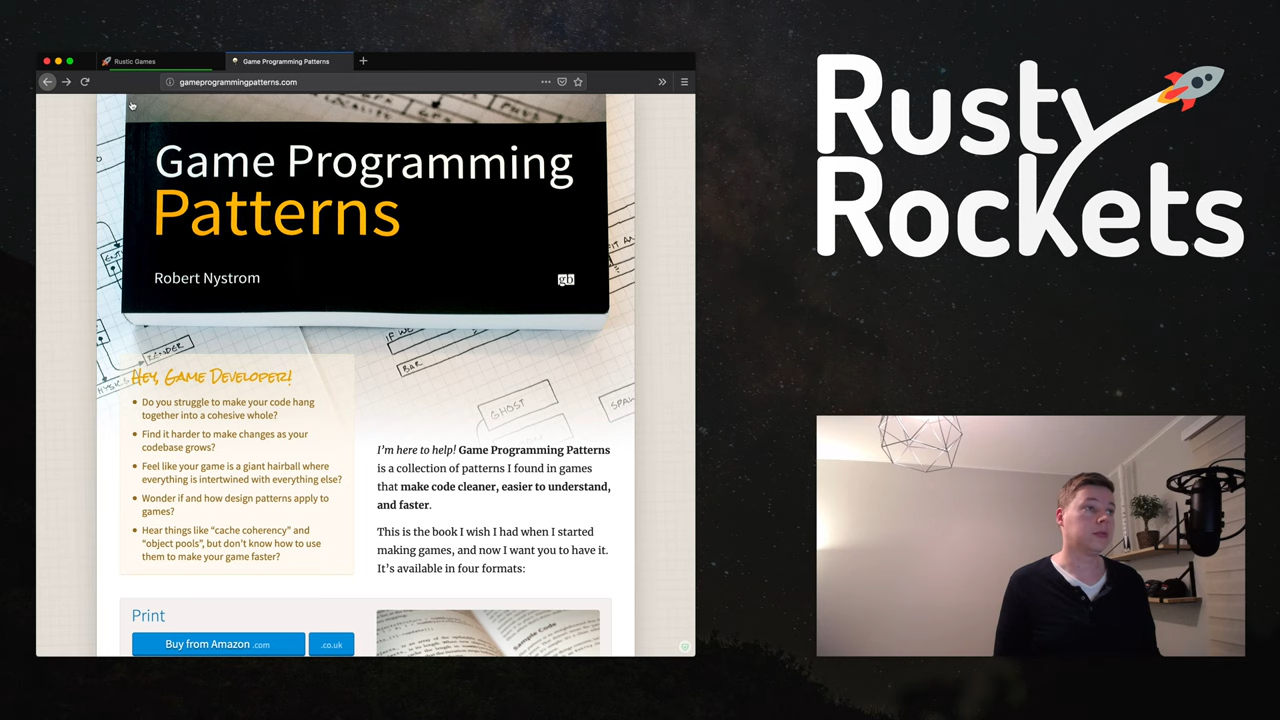 Rustic Games
Game Programming Patterns
gameprogrammingpatterns.com
Game Programming
Patterns
Robert Nystrom
gb
RENDER
BAR
GHOST
Hey, Game Developer!
Do you struggle to make your code hang
together into a cohesive whole?
Find it harder to make changes as your
codebase grows?
Feel like your game is a giant hairball where
everything is intertwined with everything else?
Wonder if and how design patterns apply to
games?
Hear things like “cache coherency” and
“object pools”, but don’t know how to use
them to make your game faster?
I’m here to help! Game Programming Patterns
is a collection of patterns I found in games
that make code cleaner, easier to understand,
and faster.
This is the book I wish I had when I started
making games, and now I want you to have it.
It’s available in four formats:
Print
Buy from Amazon .com
.co.uk
Sample Code
Rusty
Rockets